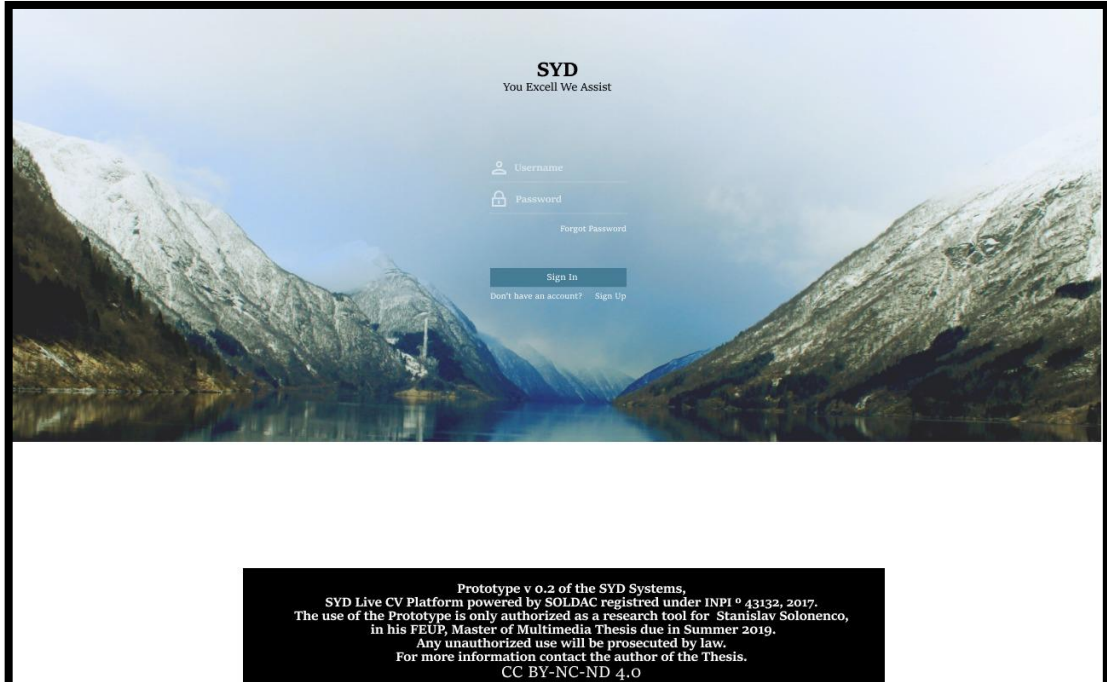 SYD
You Excell We Assist
Username
Password
Forgot Password
Sign In
Don't have an account? Sign Up
Prototype v 0.2 of the SYD Systems,
SYD Live CV Platform powered by SOLDAC registred under INPI º 43132, 2017.
The use of the Prototype is only authorized as a research tool for Stanislav Solonenco,
in his FEUP, Master of Multimedia Thesis due in Summer 2019.
Any unauthorized use will be prosecuted by law.
For more information contact the author of the Thesis.
CC BY-NC-ND 4.0